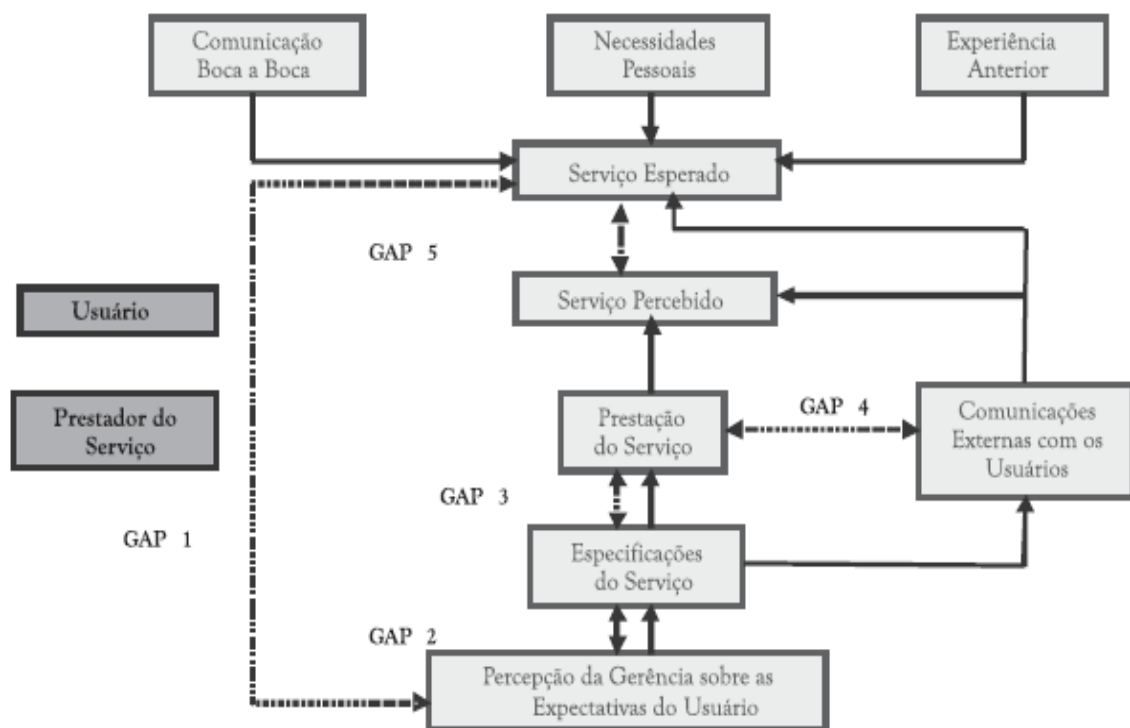 Comunicação
Boca a Boca
Necessidades
Pessoais
Experiência
Anterior
Serviço Esperado
GAP 5
Usuário
Serviço Percebido
Prestador do
Serviço
Prestação
do Serviço
GAP 4
Comunicações
Externas com os
Usuários
GAP 3
GAP 1
Especificações
do Serviço
GAP 2
Percepção da Gerência sobre as
Expectativas do Usuário